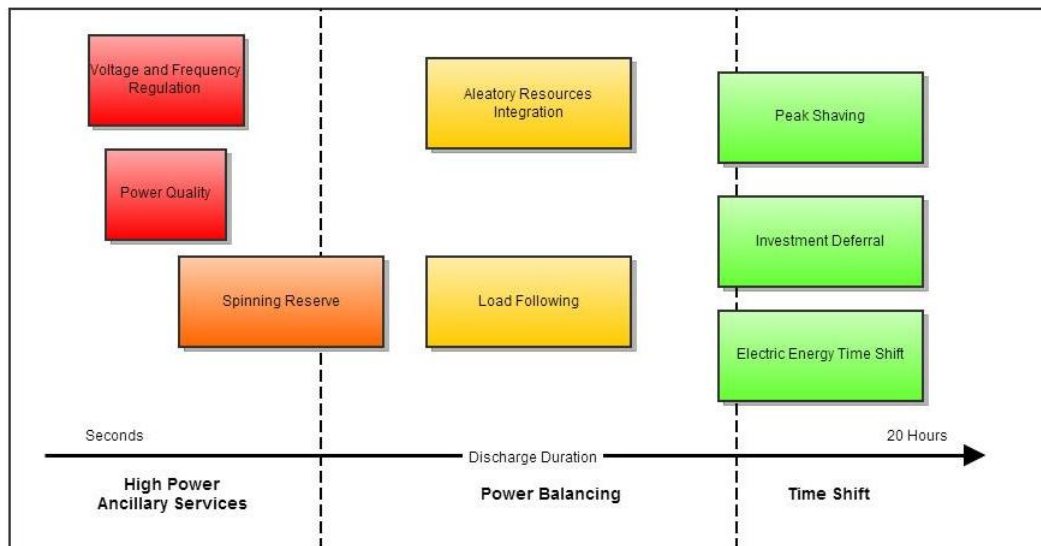 Voltage and Frequency
Regulation
Aleatory Resources
Integration
Peak Shaving
Power Quality
Investment Deferral
Spinning Reserve
Load Following
Electric Energy Time Shift
Seconds
20 Hours
Discharge Duration
High Power
Ancillary Services
Power Balancing
Time Shift